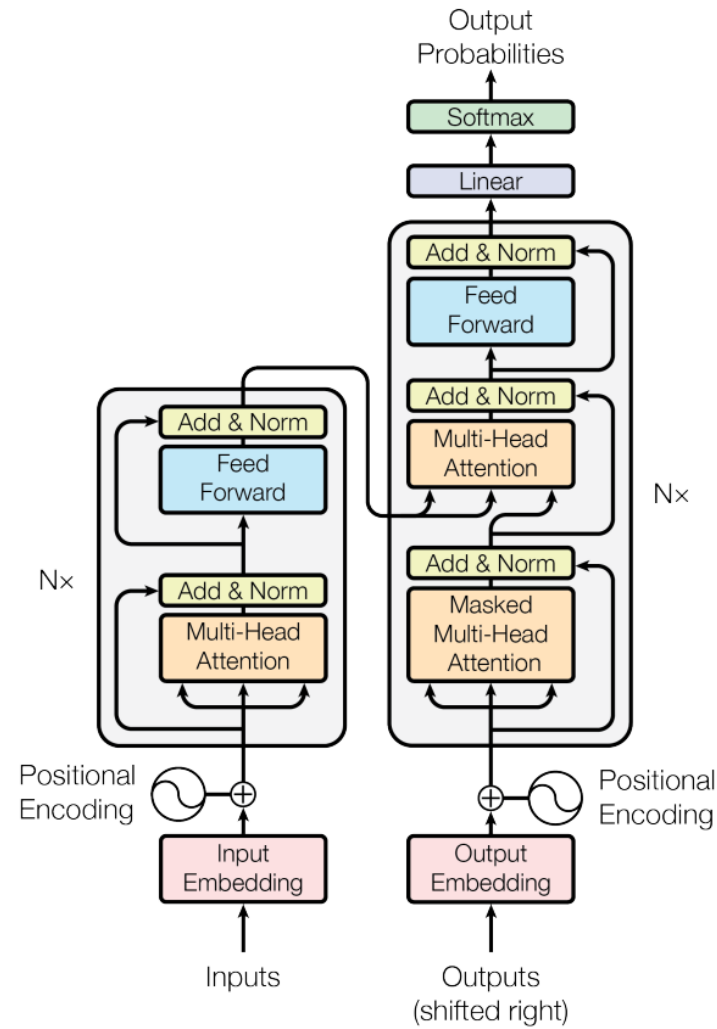 Output
Probabilities
Softmax
Linear
Add & Norm
Feed
Forward
Add & Norm
Multi-Head
Attention
Add & Norm
Masked
Multi-Head
Attention
N×
Add & Norm
Feed
Forward
Add & Norm
Multi-Head
Attention
N×
Positional
Encoding
Positional
Encoding
Input
Embedding
Output
Embedding
Inputs
Outputs
(shifted right)